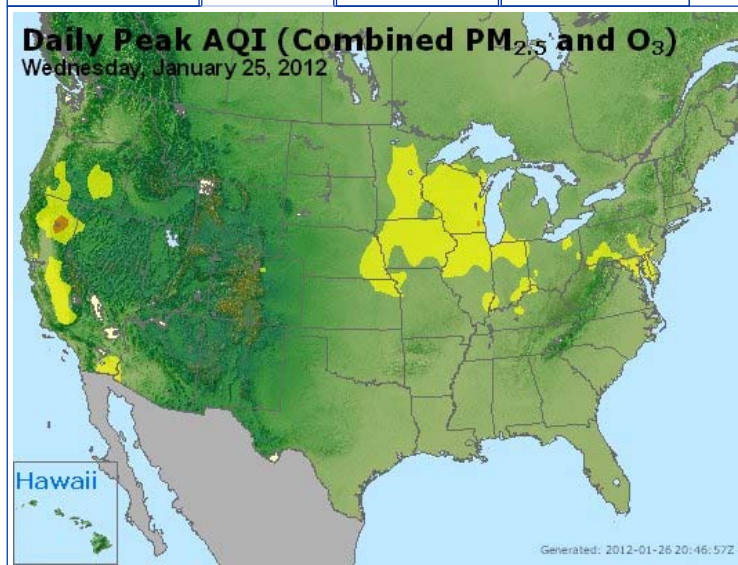 Daily Peak AQI (Combined PM2.5 and O3)
Wednesday, January 25, 2012
Hawaii
Generated: 2012-01-26 20:46:57Z